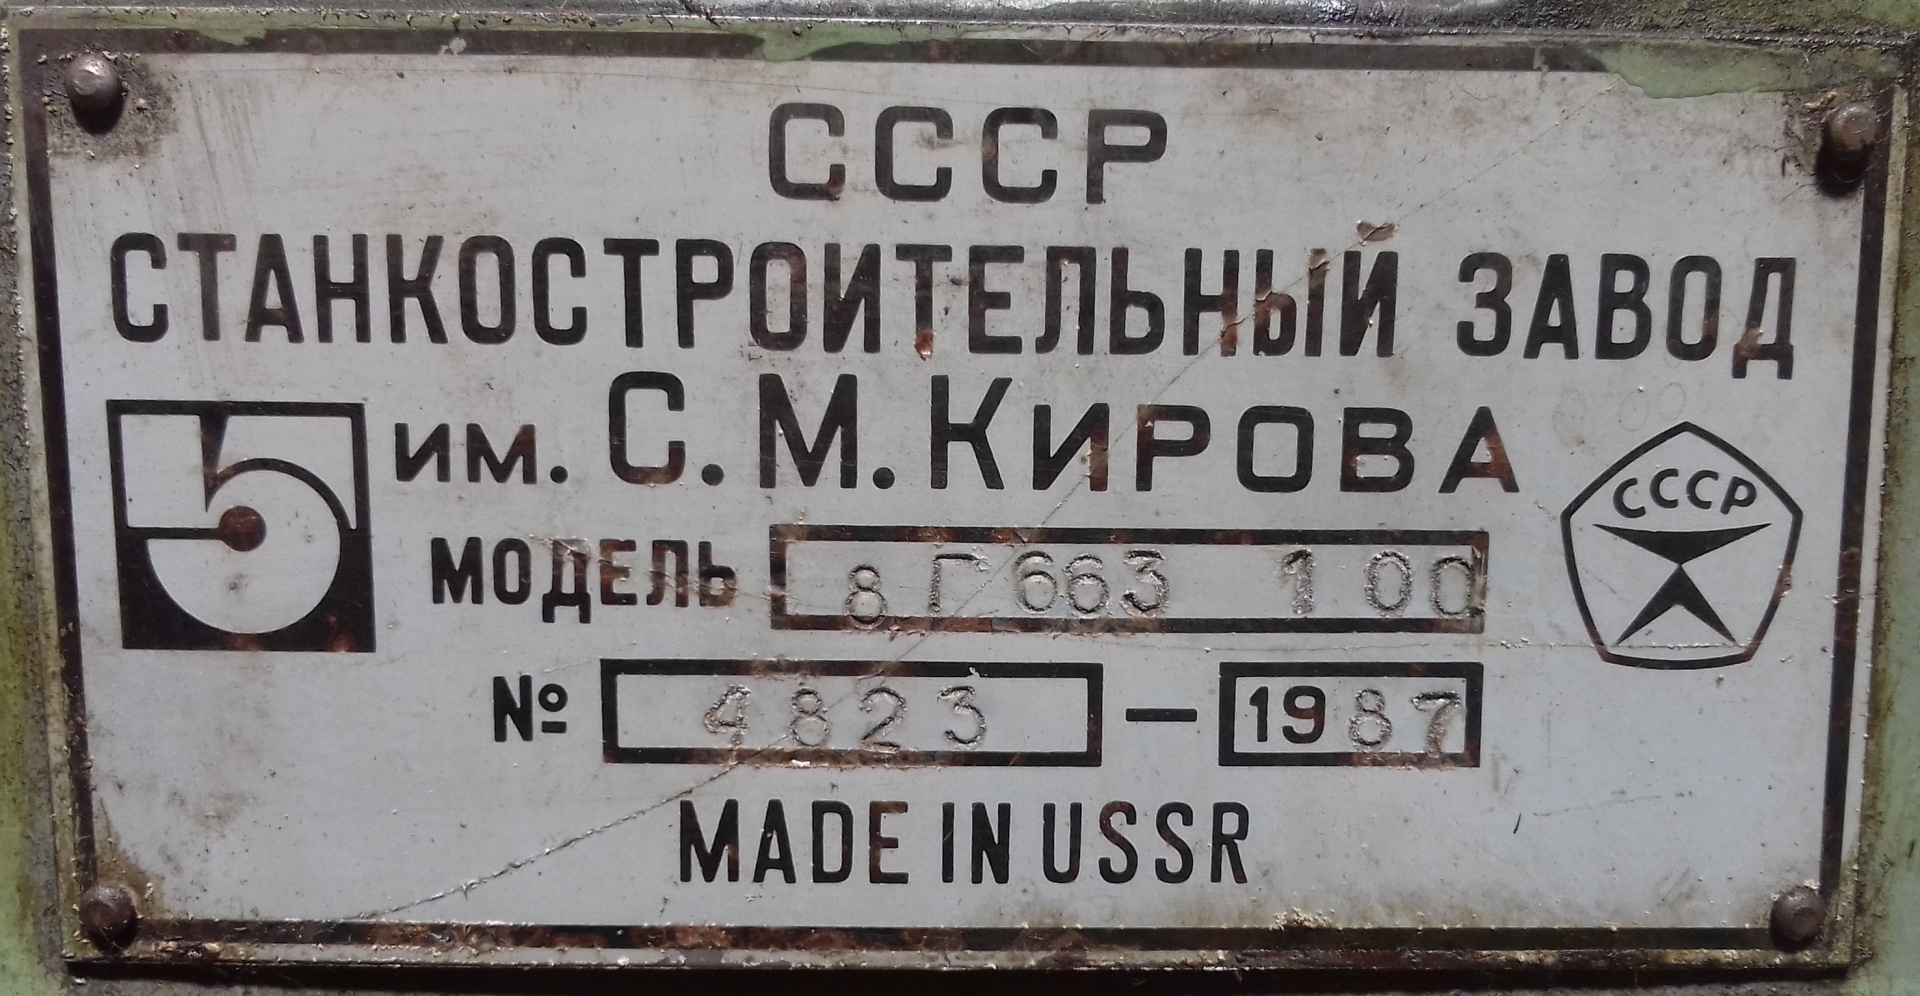 СССР
СТАНКОСТРОИТЕЛЬНЫЙ ЗАВОД
им. С. М. КИРОВА
СССР
МОДЕЛЬ 8Г663 100
№ 4823 — 1987
MADE IN USSR